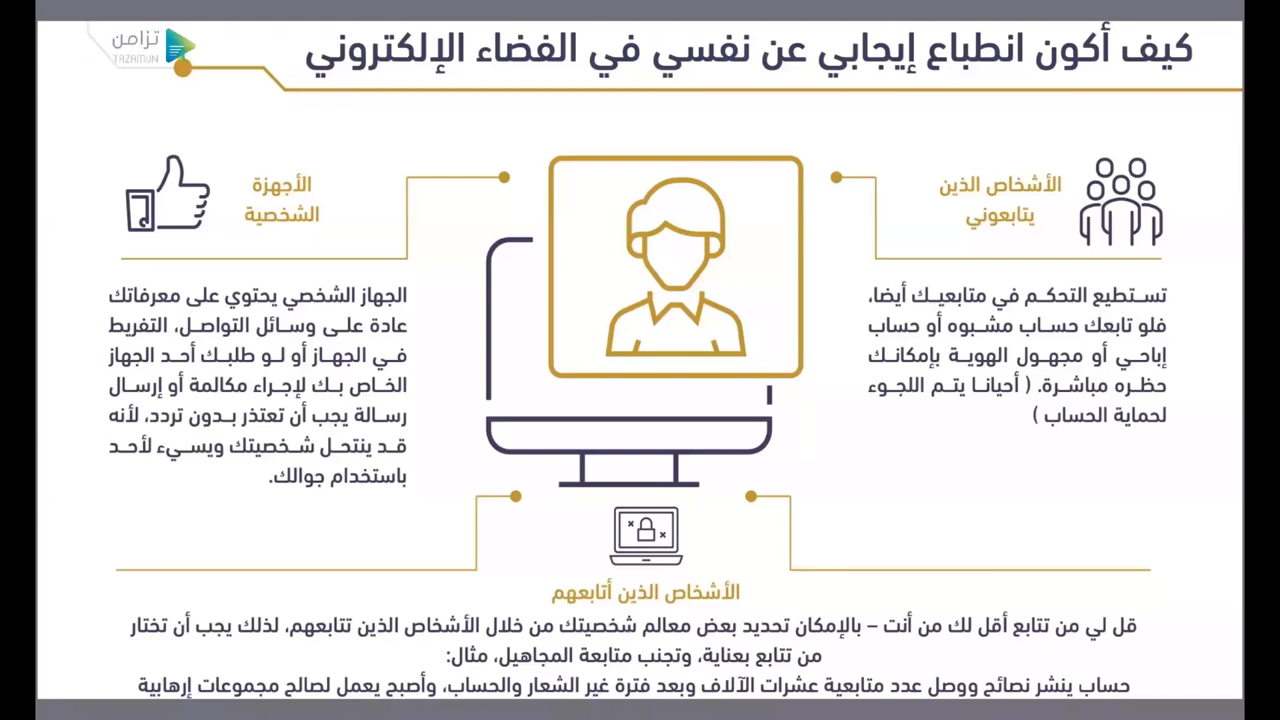 تزامن
TAZAMUN
كيف أكون انطباع إيجابي عن نفسي في الفضاء الإلكتروني
الأشخاص الذين
يتابعوني
تستطيع التحكم في متابعيك أيضا،
فلو تابعك حساب مشبوه أو حساب
إباحي أو مجهول الهوية بإمكانك
حظره مباشرة. ( أحيانا يتم اللجوء
لحماية الحساب )
الأجهزة
الشخصية
الجهاز الشخصي يحتوي على معرفاتك
عادة على وسائل التواصل، التفريط
في الجهاز أو لو طلبك أحد الجهاز
الخاص بك لإجراء مكالمة أو إرسال
رسالة يجب أن تعتذر بدون تردد، لأنه
قد ينتحل شخصيتك ويسيء لأحد
باستخدام جوالك.
الأشخاص الذين أتابعهم
قل لي من تتابع أقل لك من أنت – بالإمكان تحديد بعض معالم شخصيتك من خلال الأشخاص الذين تتابعهم، لذلك يجب أن تختار
من تتابع بعناية، وتجنب متابعة المجاهيل، مثال:
حساب ينشر نصائح ووصل عدد متابعية عشرات الآلاف وبعد فترة غير الشعار والحساب، وأصبح يعمل لصالح مجموعات إرهابية